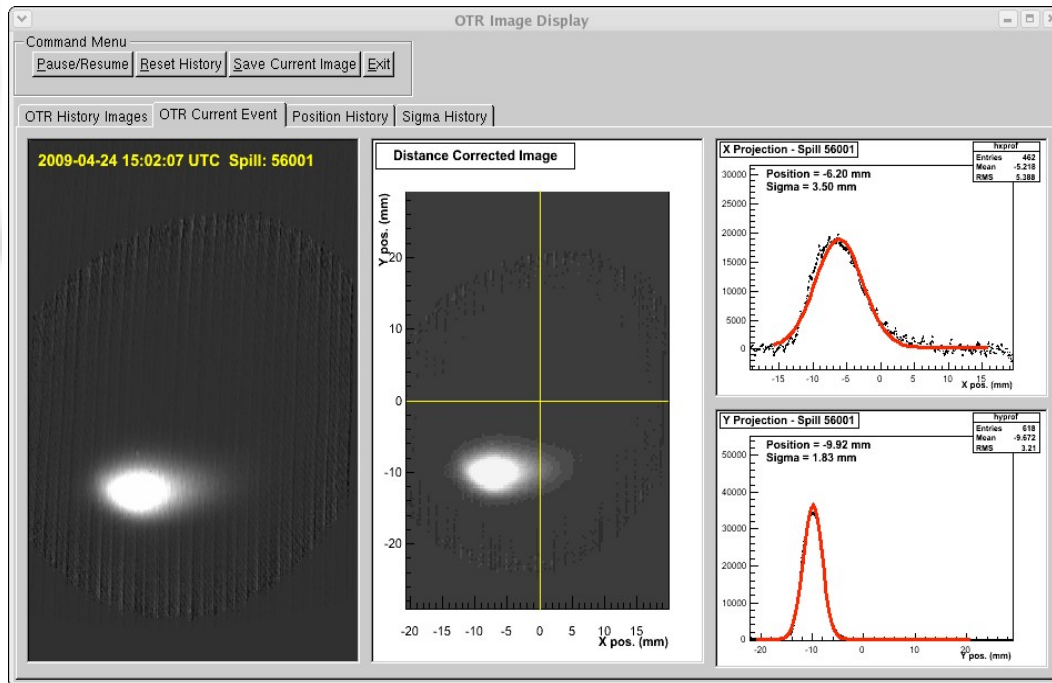 OTR Image Display
Command Menu
Pause/Resume Reset History Save Current Image Exit
OTR History Images OTR Current Event Position History Sigma History
2009-04-24 15:02:07 UTC Spill: 56001
Distance Corrected Image
Y pos. (mm)
20
10
0
-10
-20
-20 -15 -10 -5 0 5 10 15
X pos. (mm)
X Projection - Spill 56001
hxprof
Entries 462
Mean -5.218
RMS 5.388
Position = -6.20 mm
Sigma = 3.50 mm
30000
25000
20000
15000
10000
5000
0
-15 -10 -5 0 5 10 15
X pos. (mm)
Y Projection - Spill 56001
hyprof
Entries 618
Mean -9.672
RMS 3.21
Position = -9.92 mm
Sigma = 1.83 mm
50000
40000
30000
20000
10000
0
-20 -10 0 10 20
Y pos. (mm)